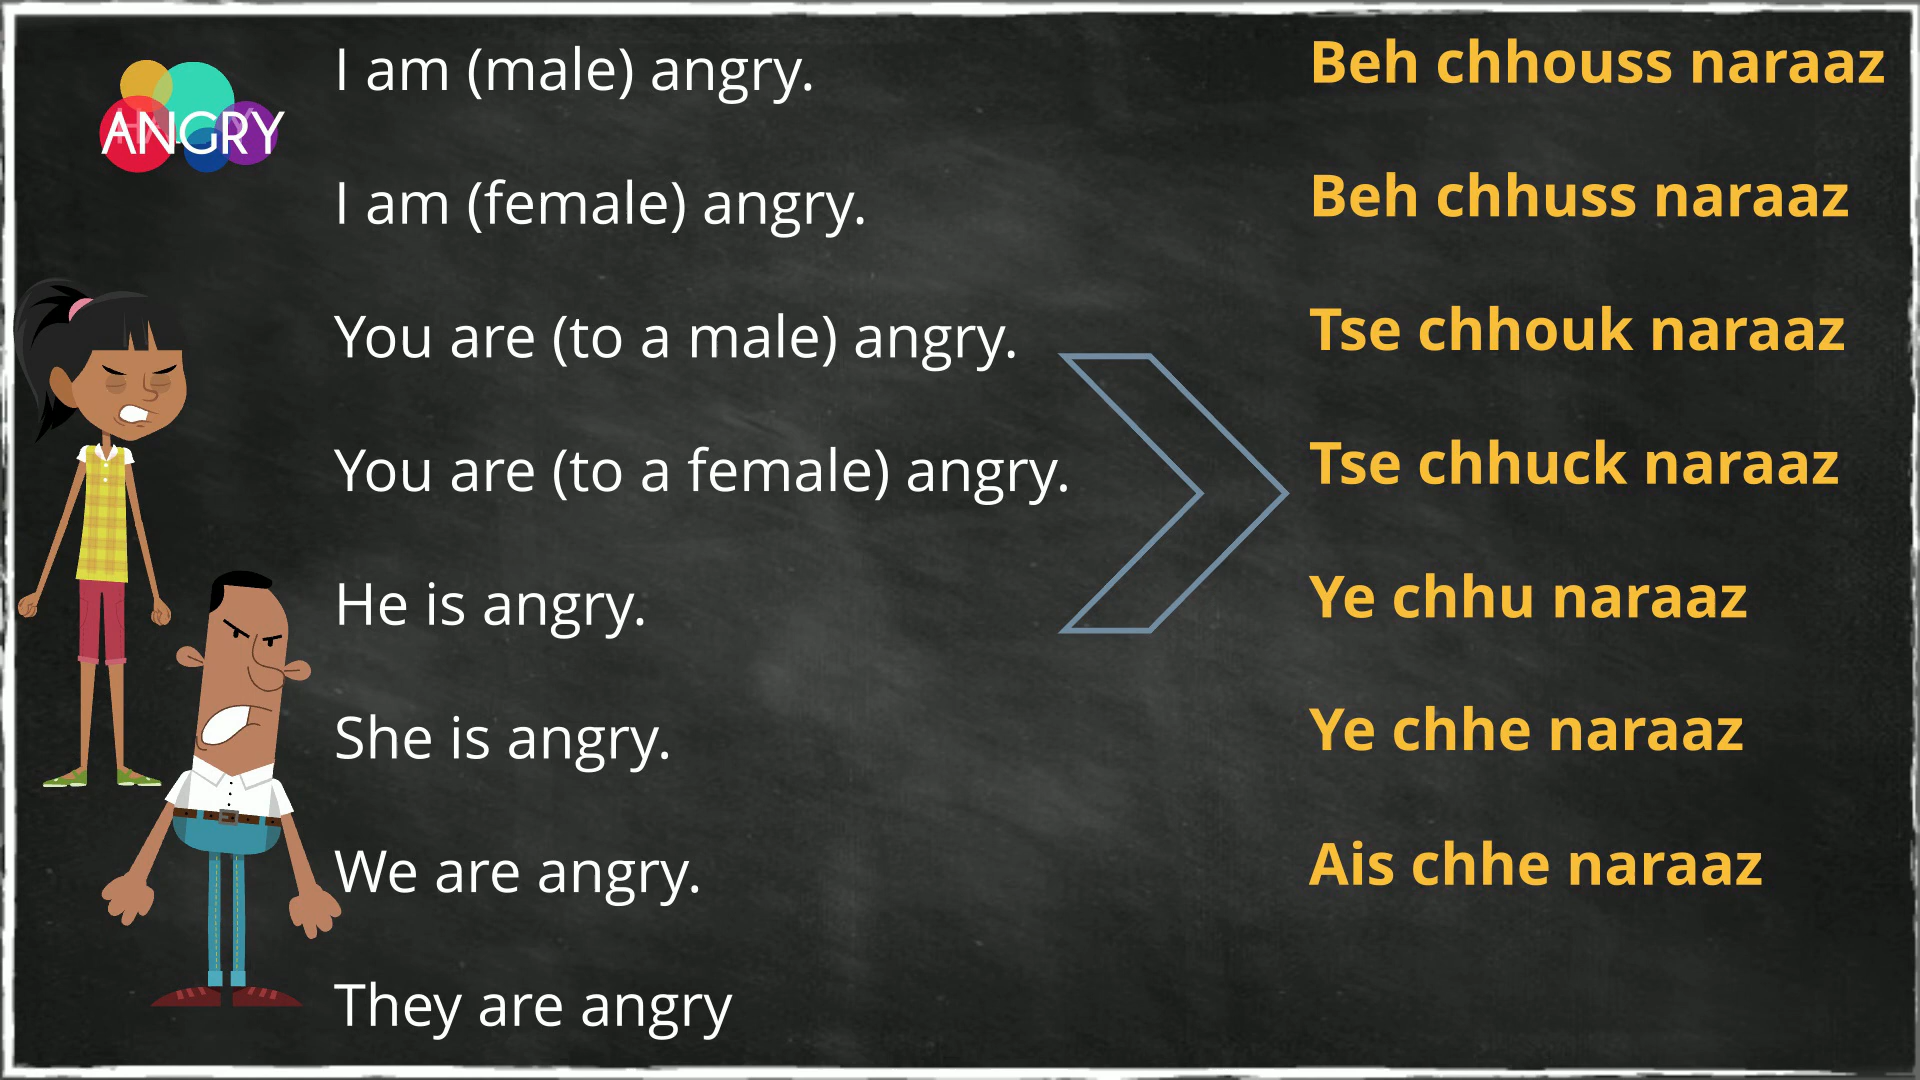 ANGRY
I am (male) angry.
Beh chhouss naraaz
I am (female) angry.
Beh chhuss naraaz
You are (to a male) angry.
Tse chhouk naraaz
You are (to a female) angry.
Tse chhuck naraaz
He is angry.
Ye chhu naraaz
She is angry.
Ye chhe naraaz
We are angry.
Ais chhe naraaz
They are angry